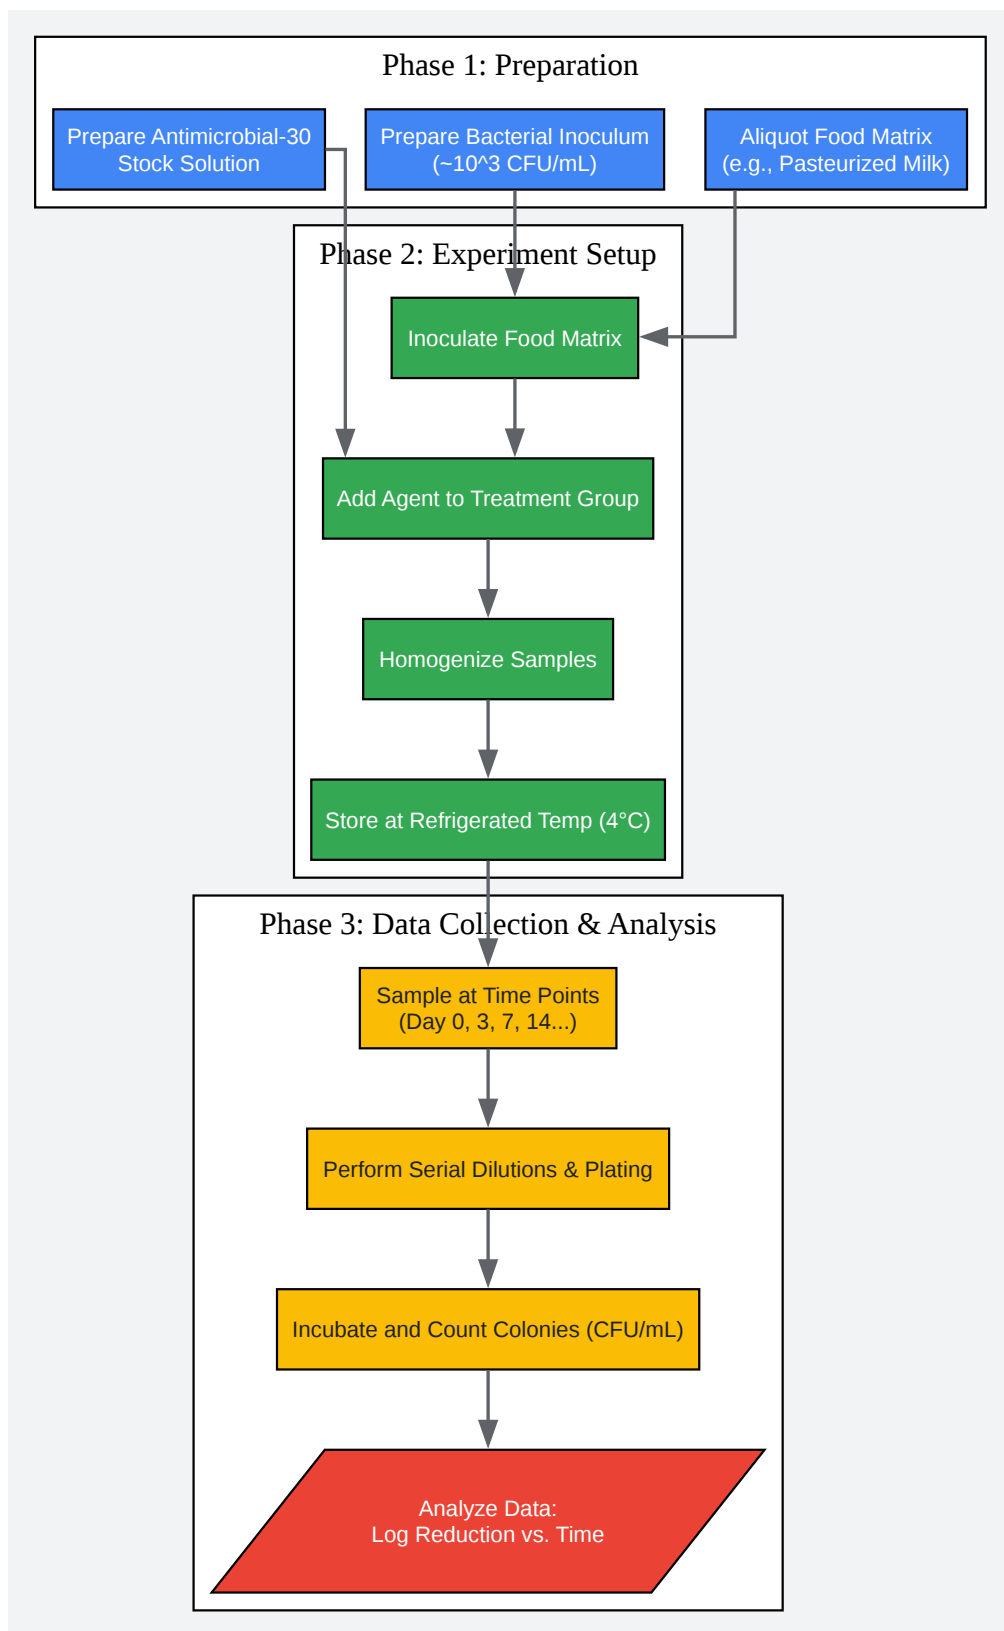 Phase 1: Preparation
Prepare Antimicrobial-30
Stock Solution
Prepare Bacterial Inoculum
(~10^3 CFU/mL)
Aliquot Food Matrix
(e.g., Pasteurized Milk)
Phase 2: Experiment Setup
Inoculate Food Matrix
Add Agent to Treatment Group
Homogenize Samples
Store at Refrigerated Temp (4°C)
Phase 3: Data Collection & Analysis
Sample at Time Points
(Day 0, 3, 7, 14...)
Perform Serial Dilutions & Plating
Incubate and Count Colonies (CFU/mL)
Analyze Data:
Log Reduction vs. Time